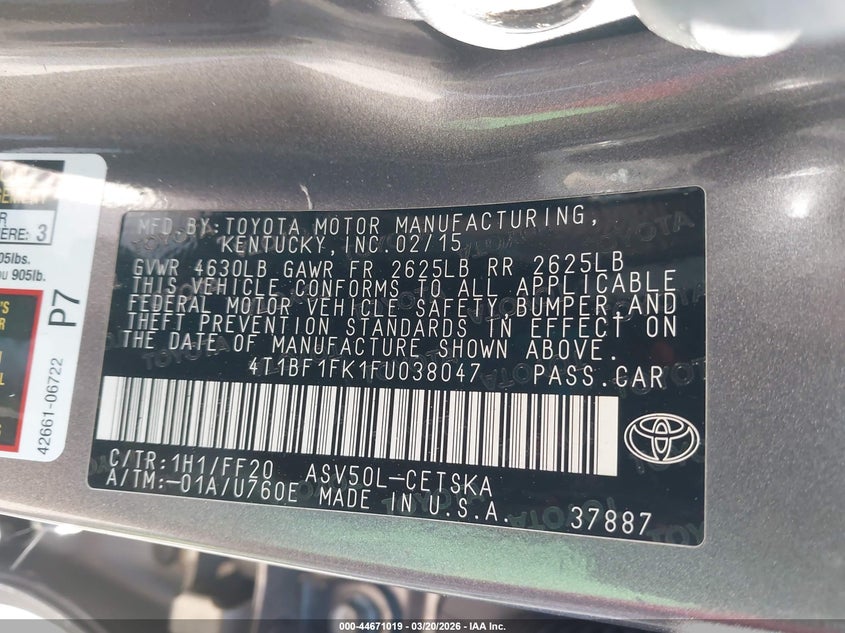 MFD. BY: TOYOTA MOTOR MANUFACTURING,
KENTUCKY, INC. 02/15
GVWR 4630LB GAWR FR 2625LB RR 2625LB
THIS VEHICLE CONFORMS TO ALL APPLICABLE
FEDERAL MOTOR VEHICLE SAFETY, BUMPER, AND
THEFT PREVENTION STANDARDS IN EFFECT ON
THE DATE OF MANUFACTURE SHOWN ABOVE.
4T1BF1FK1FU038047 PASS.CAR
C/TR: 1H1/FF20 ASV50L-CETSKA
A/TM: -01A/U760E MADE IN U.S.A. 37887
3
905lb.
P7
42661-06722
000-44671019 - 03/20/2026 - IAA Inc.